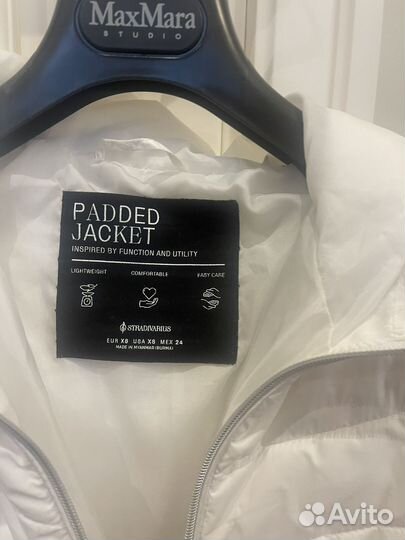 MaxMara
STUDIO
PADDED
JACKET
INSPIRED BY FUNCTION AND UTILITY
LIGHTWEIGHT COMFORTABLE EASY CARE
STRADIVARIUS
EUR XS USA XS MEX 24
MADE IN MYANMAR (BURMA)
Avito